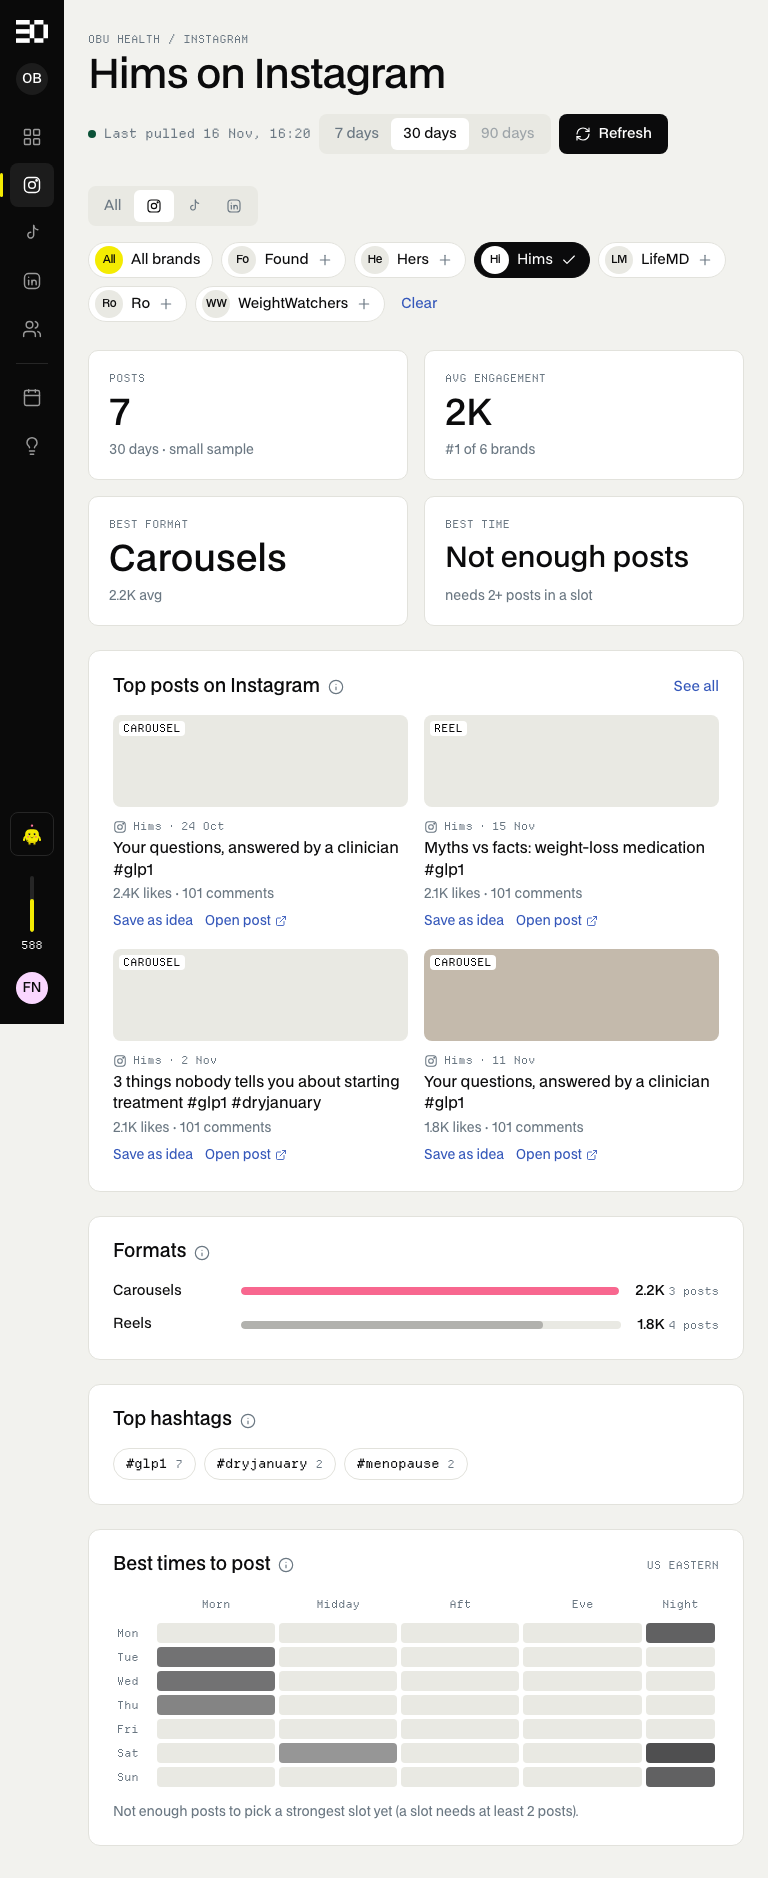 OBU HEALTH / INSTAGRAM
Hims on Instagram
OB
Last pulled 16 Nov, 16:20
7 days
30 days
90 days
Refresh
All
All All brands
Fo Found
He Hers
Hi Hims
LM LifeMD
Ro Ro
WW WeightWatchers
Clear
POSTS
7
30 days · small sample
AVG ENGAGEMENT
2K
#1 of 6 brands
BEST FORMAT
Carousels
2.2K avg
BEST TIME
Not enough posts
needs 2+ posts in a slot
Top posts on Instagram
See all
CAROUSEL
Hims · 24 Oct
Your questions, answered by a clinician
#glp1
2.4K likes · 101 comments
Save as idea Open post
REEL
Hims · 15 Nov
Myths vs facts: weight-loss medication
#glp1
2.1K likes · 101 comments
Save as idea Open post
CAROUSEL
Hims · 2 Nov
3 things nobody tells you about starting
treatment #glp1 #dryjanuary
2.1K likes · 101 comments
Save as idea Open post
CAROUSEL
Hims · 11 Nov
Your questions, answered by a clinician
#glp1
1.8K likes · 101 comments
Save as idea Open post
588
FN
Formats
Carousels 2.2K 3 posts
Reels 1.8K 4 posts
Top hashtags
#glp1 7
#dryjanuary 2
#menopause 2
Best times to post
US EASTERN
Morn Midday Aft Eve Night
Mon
Tue
Wed
Thu
Fri
Sat
Sun
Not enough posts to pick a strongest slot yet (a slot needs at least 2 posts).